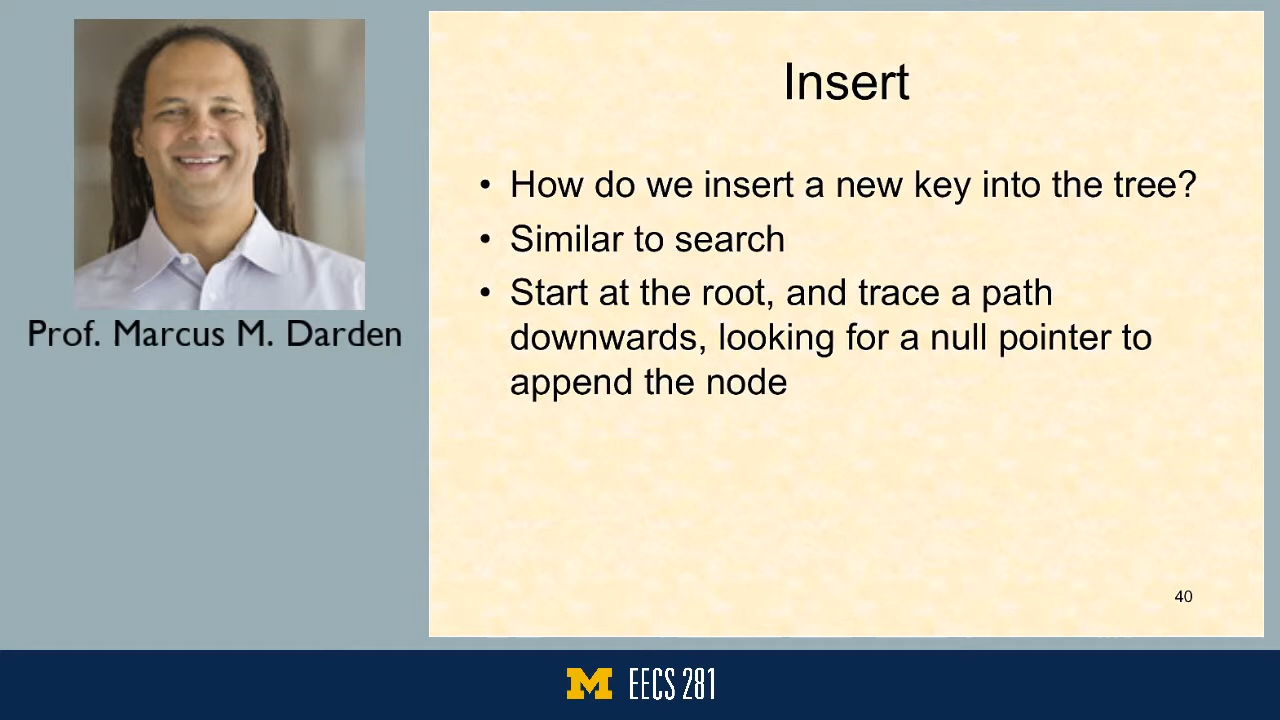 Prof. Marcus M. Darden
Insert
• How do we insert a new key into the tree?
• Similar to search
• Start at the root, and trace a path
downwards, looking for a null pointer to
append the node
40
M EECS 281